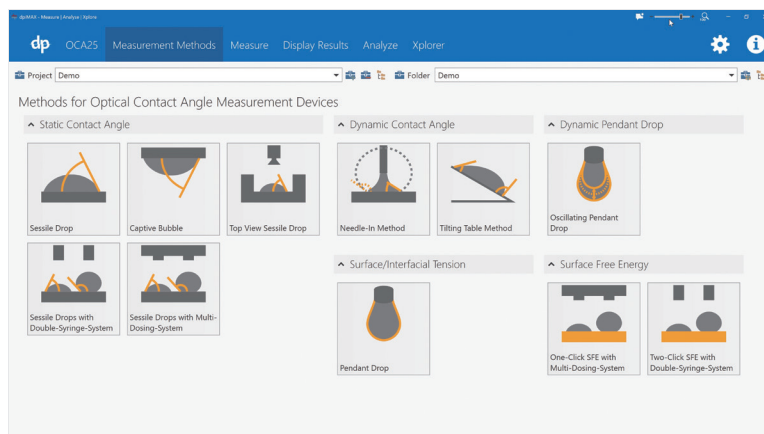 dpiMAX - Measure | Analyze | Xplore
dp OCA25 Measurement Methods Measure Display Results Analyze Xplorer
Project Demo Folder Demo
Methods for Optical Contact Angle Measurement Devices
Static Contact Angle
Sessile Drop
Captive Bubble
Top View Sessile Drop
Sessile Drops with
Double-Syringe-System
Sessile Drops with Multi-
Dosing-System
Dynamic Contact Angle
Needle-In Method
Tilting Table Method
Dynamic Pendant Drop
Oscillating Pendant
Drop
Surface/Interfacial Tension
Pendant Drop
Surface Free Energy
One-Click SFE with
Multi-Dosing-System
Two-Click SFE with
Double-Syringe-System